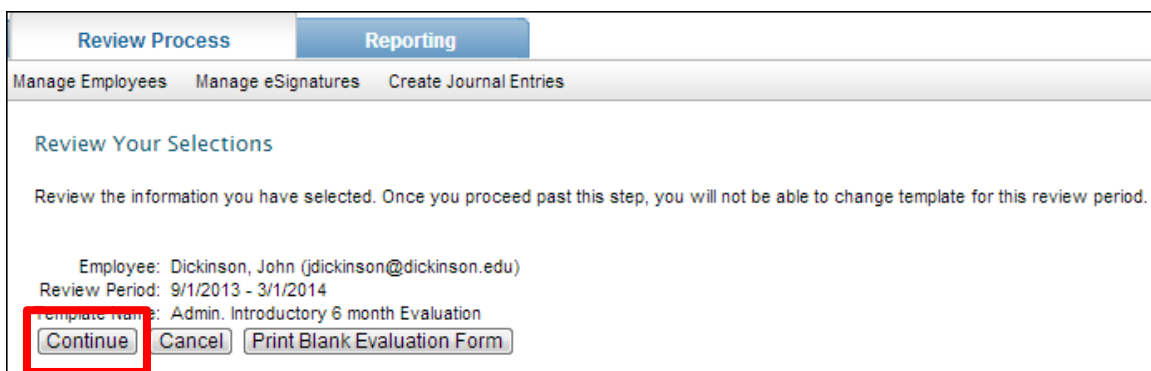 Review Process Reporting
Manage Employees Manage eSignatures Create Journal Entries
Review Your Selections
Review the information you have selected. Once you proceed past this step, you will not be able to change template for this review period.
Employee: Dickinson, John (jdickinson@dickinson.edu)
Review Period: 9/1/2013 - 3/1/2014
Template Name: Admin. Introductory 6 month Evaluation
Continue Cancel Print Blank Evaluation Form